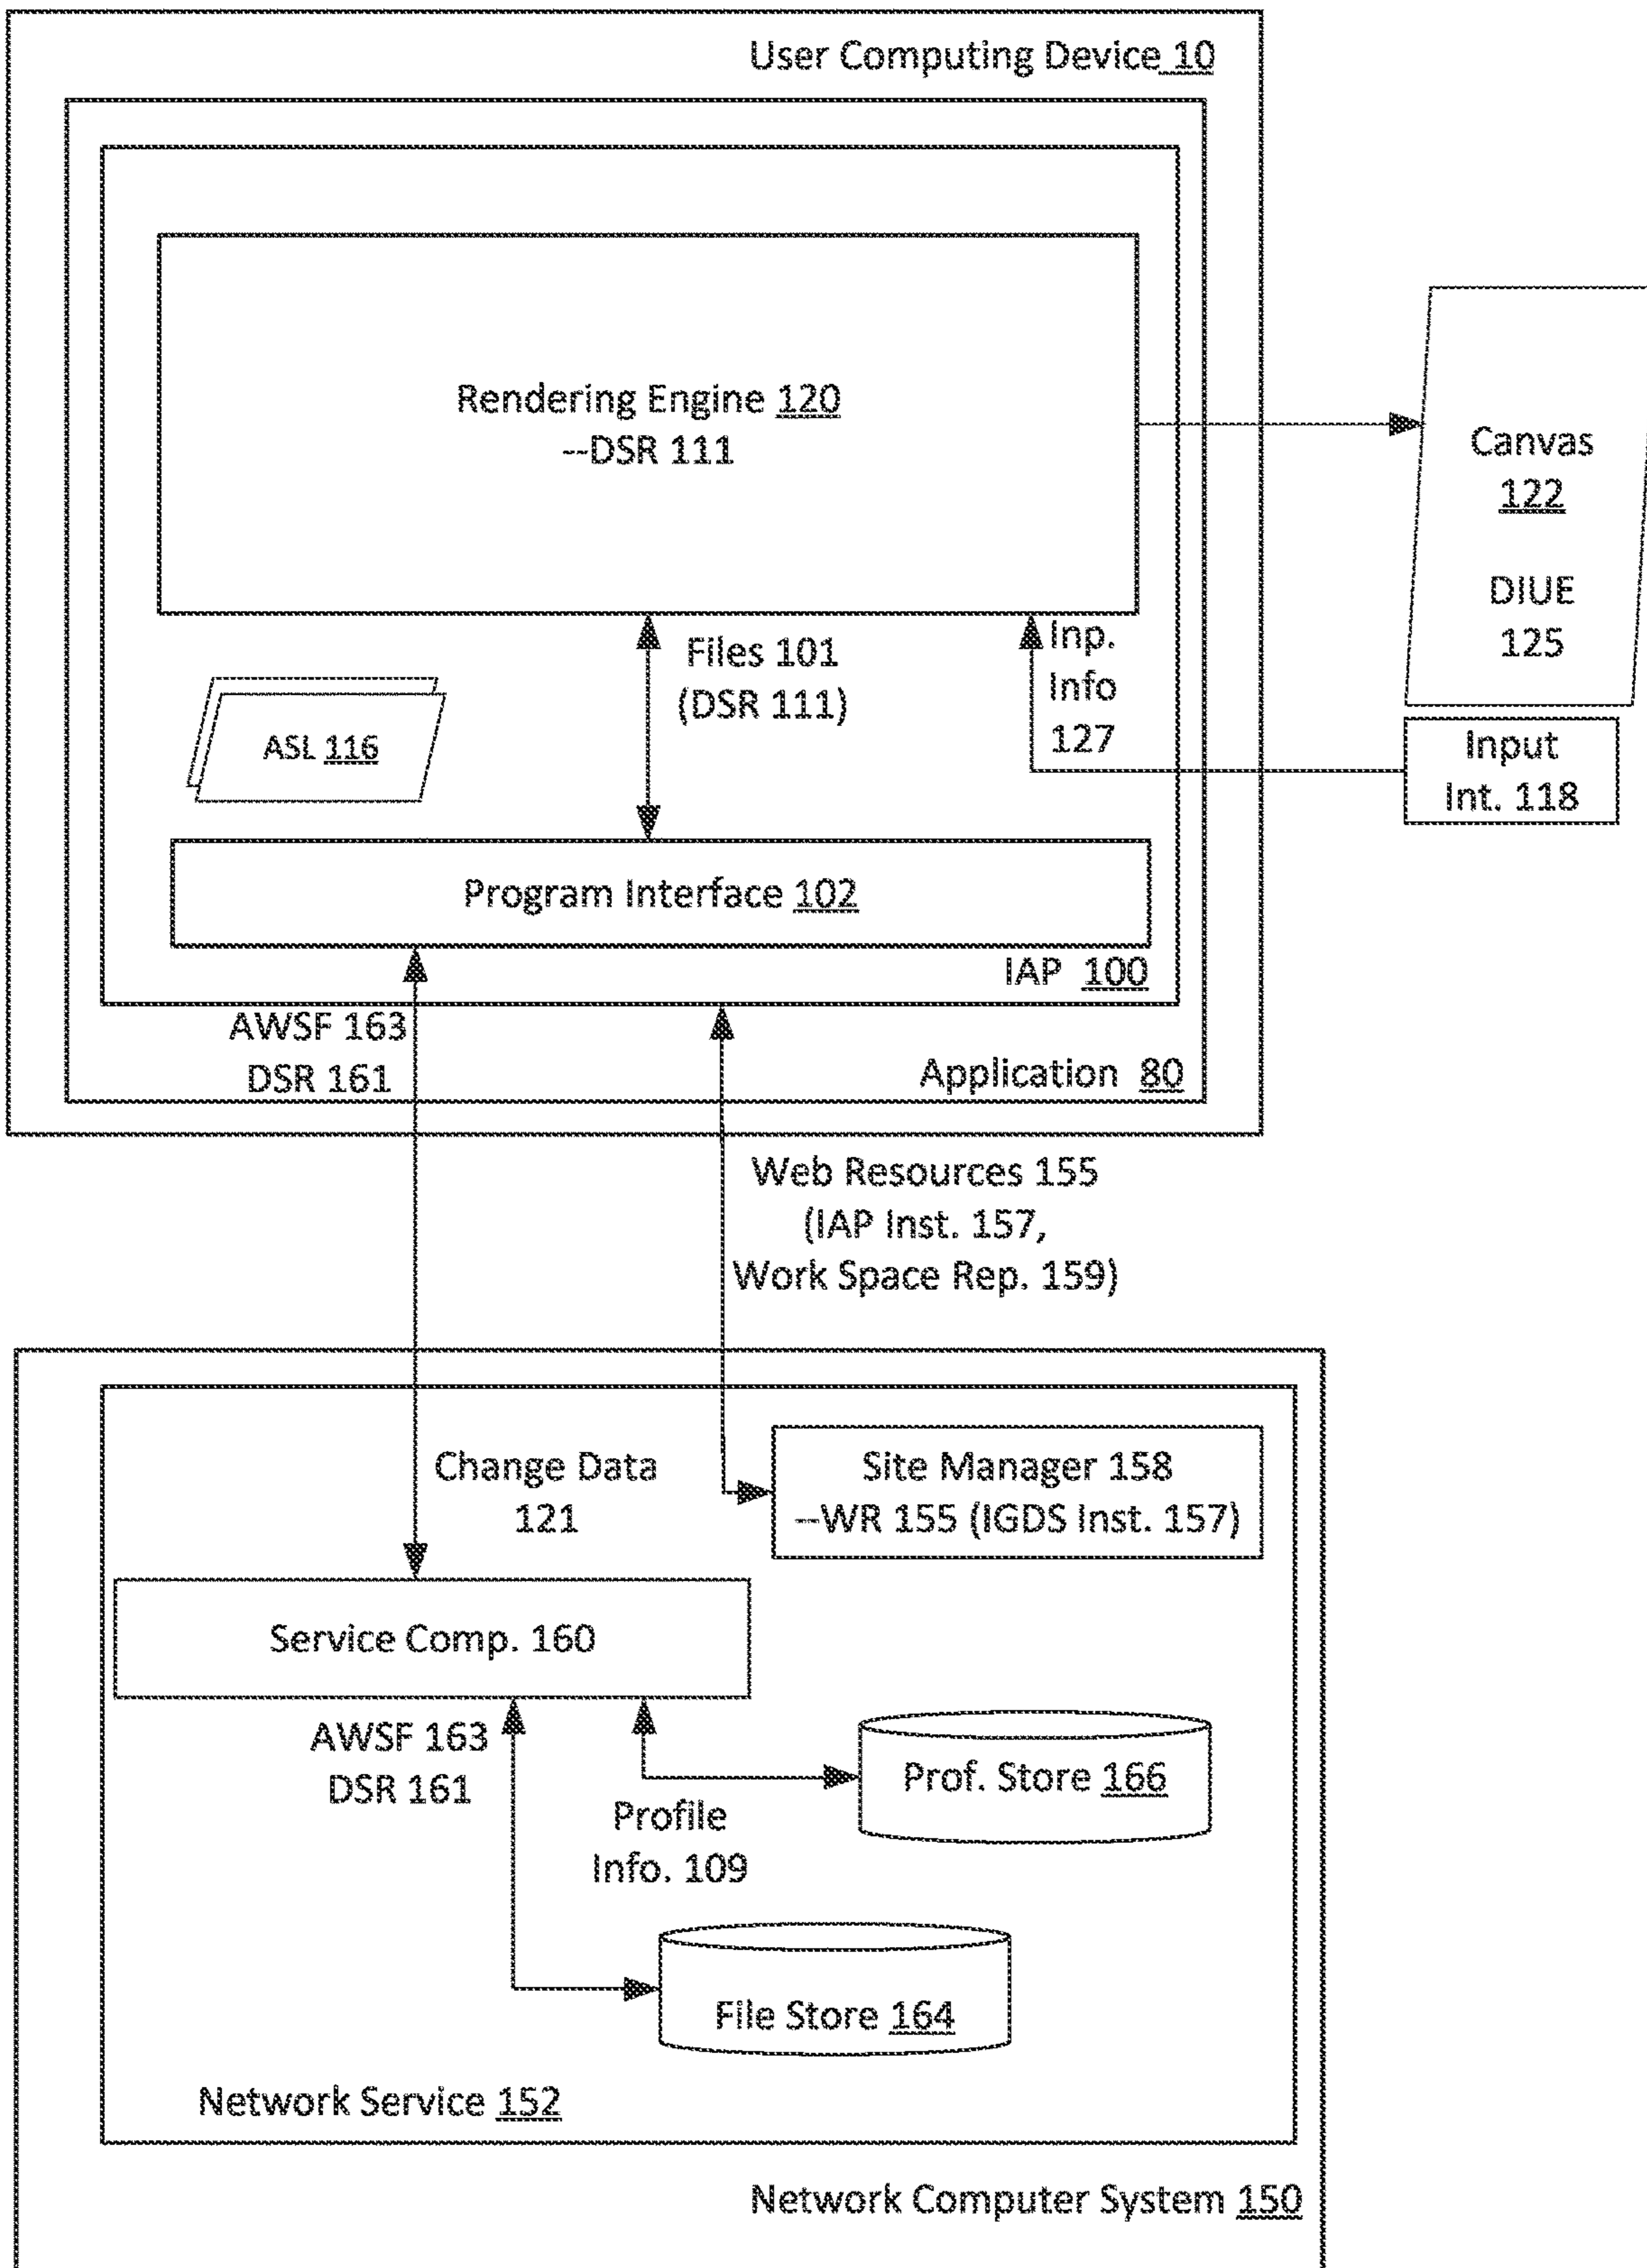 User Computing Device 10
Rendering Engine 120
--DSR 111
Canvas
122
DIUE
125
Files 101
(DSR 111)
Inp.
Info
127
ASL 116
Input
Int. 118
Program Interface 102
IAP 100
AWSF 163
DSR 161
Application 80
Web Resources 155
(IAP Inst. 157,
Work Space Rep. 159)
Change Data
121
Site Manager 158
--WR 155 (IGDS Inst. 157)
Service Comp. 160
AWSF 163
DSR 161
Prof. Store 166
Profile
Info. 109
File Store 164
Network Service 152
Network Computer System 150